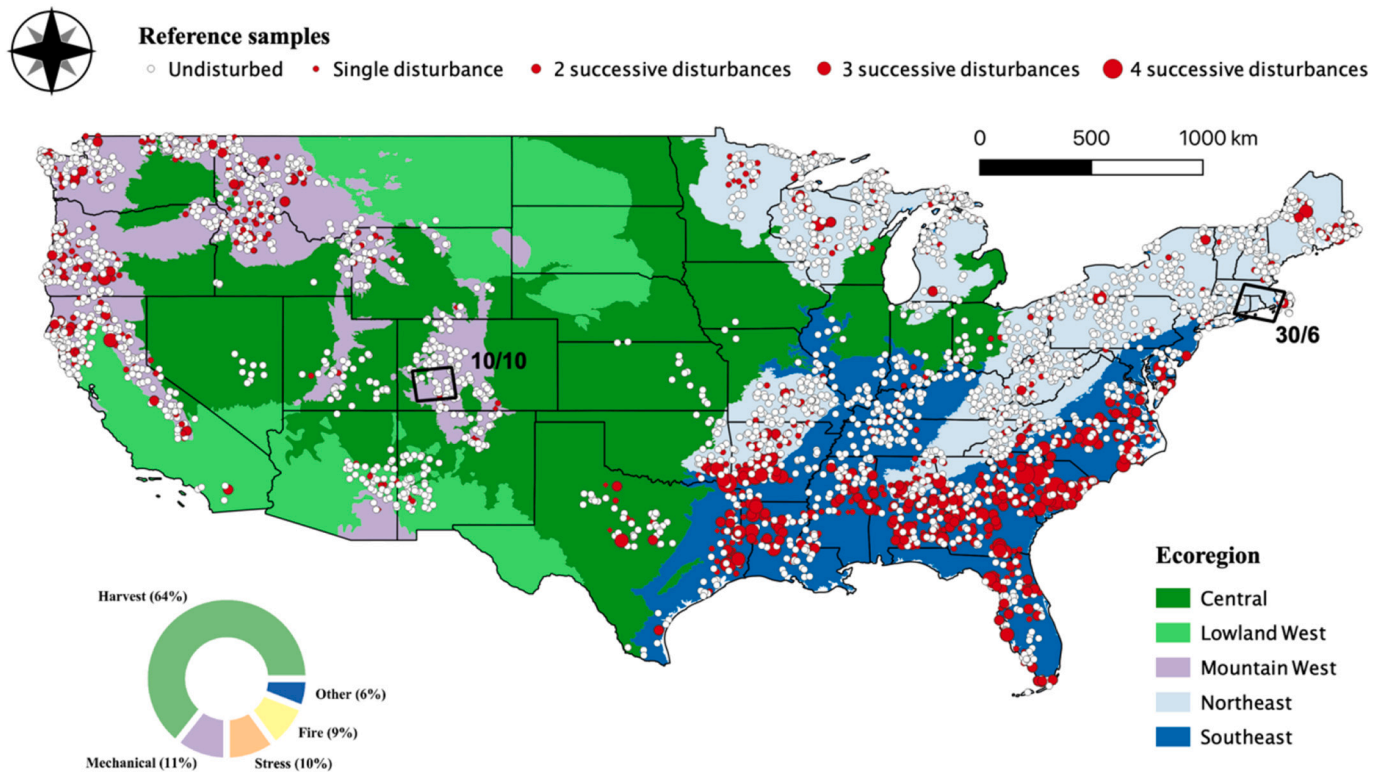 Reference samples
Undisturbed Single disturbance 2 successive disturbances 3 successive disturbances 4 successive disturbances
0 500 1000 km
10/10
30/6
Ecoregion
Central
Lowland West
Mountain West
Northeast
Southeast
Harvest (64%)
Other (6%)
Fire (9%)
Mechanical (11%) Stress (10%)